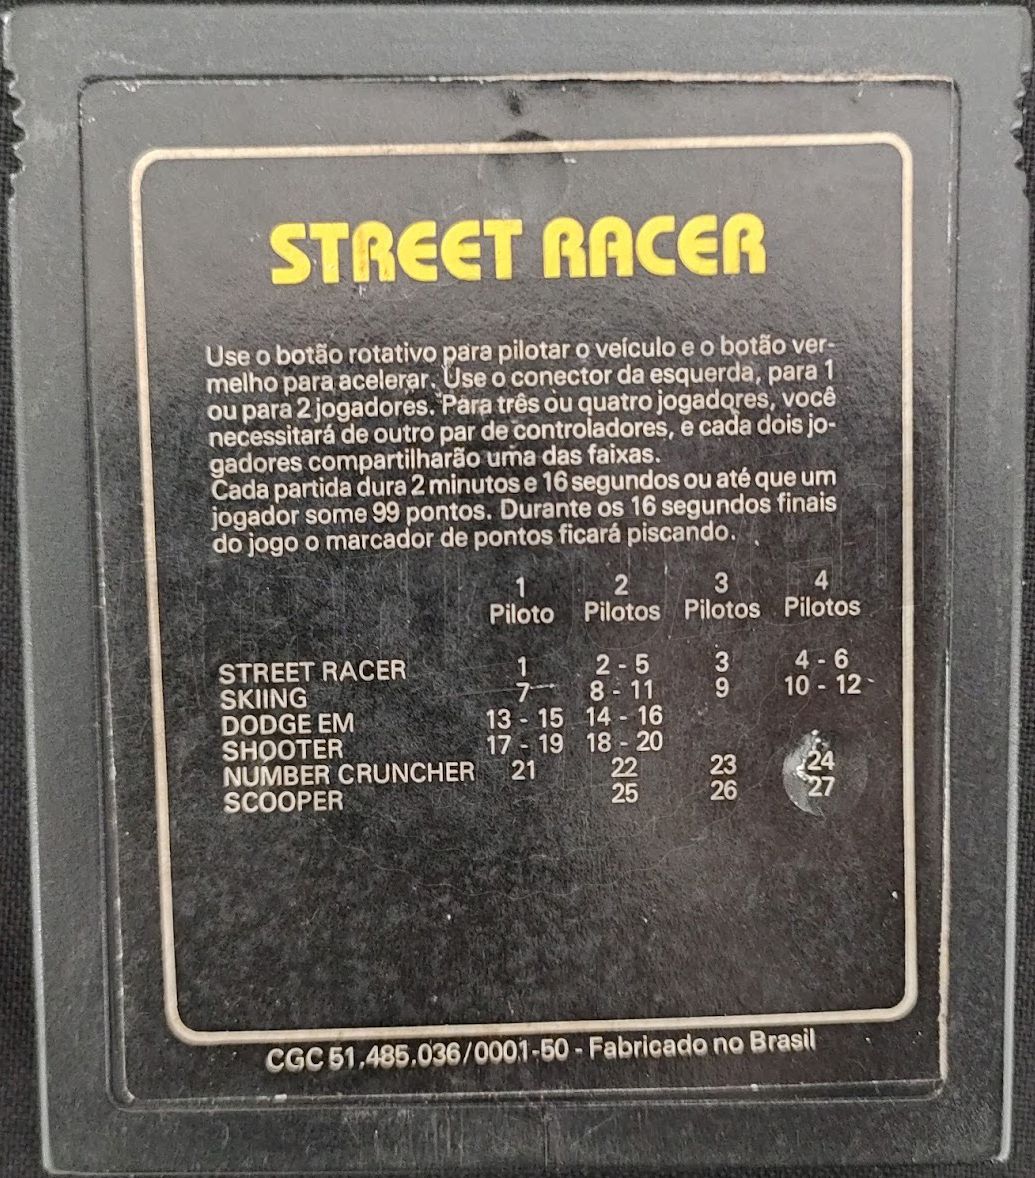 STREET RACER
Use o botão rotativo para pilotar o veículo e o botão ver-
melho para acelerar. Use o conector da esquerda, para 1
ou para 2 jogadores. Para três ou quatro jogadores, você
necessitará de outro par de controladores, e cada dois jo-
gadores compartilharão uma das faixas.
Cada partida dura 2 minutos e 16 segundos ou até que um
jogador some 99 pontos. Durante os 16 segundos finais
do jogo o marcador de pontos ficará piscando.
1 2 3 4
Piloto Pilotos Pilotos Pilotos
STREET RACER 1 2 - 5 3 4 - 6
SKIING 7 8 - 11 9 10 - 12
DODGE EM 13 - 15 14 - 16
SHOOTER 17 - 19 18 - 20
NUMBER CRUNCHER 21 22 23 24
SCOOPER 25 26 27
CGC 51.485.036/0001-50 - Fabricado no Brasil